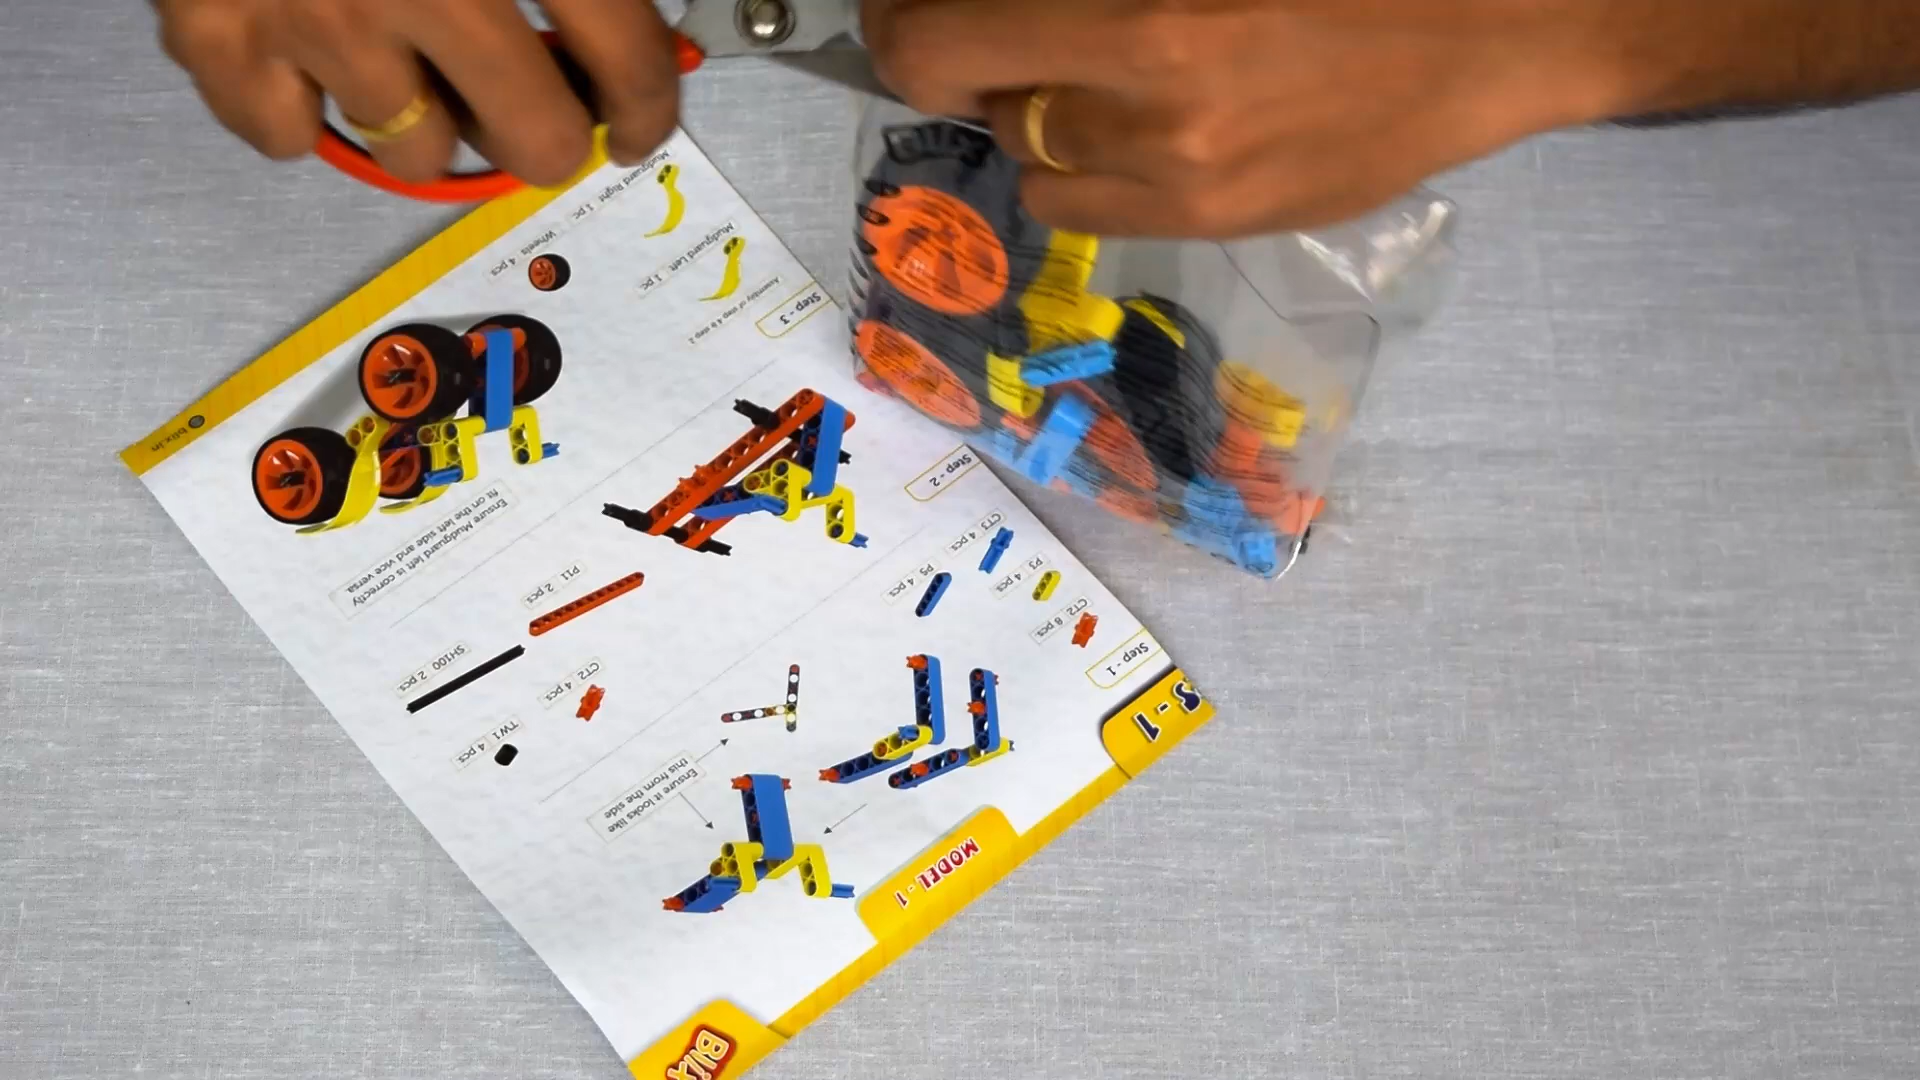 Blix
MODEL - 1
S - 1
Step - 1
CT2 8 pcs.
P3 4 pcs
CT3 4 pcs
P5 4 pcs
Ensure it looks like
this from the side
Step - 2
TW1 4 pcs
CT2 4 pcs
SH100 2 pcs
P11 2 pcs
Step - 3
Assembly of step 1 & step 2
Mudguard Left 1 pc
Mudguard Right 1 pc
Wheels 4 pcs
Ensure Mudguard left is correctly
fit on the left side and vice versa
blix.in